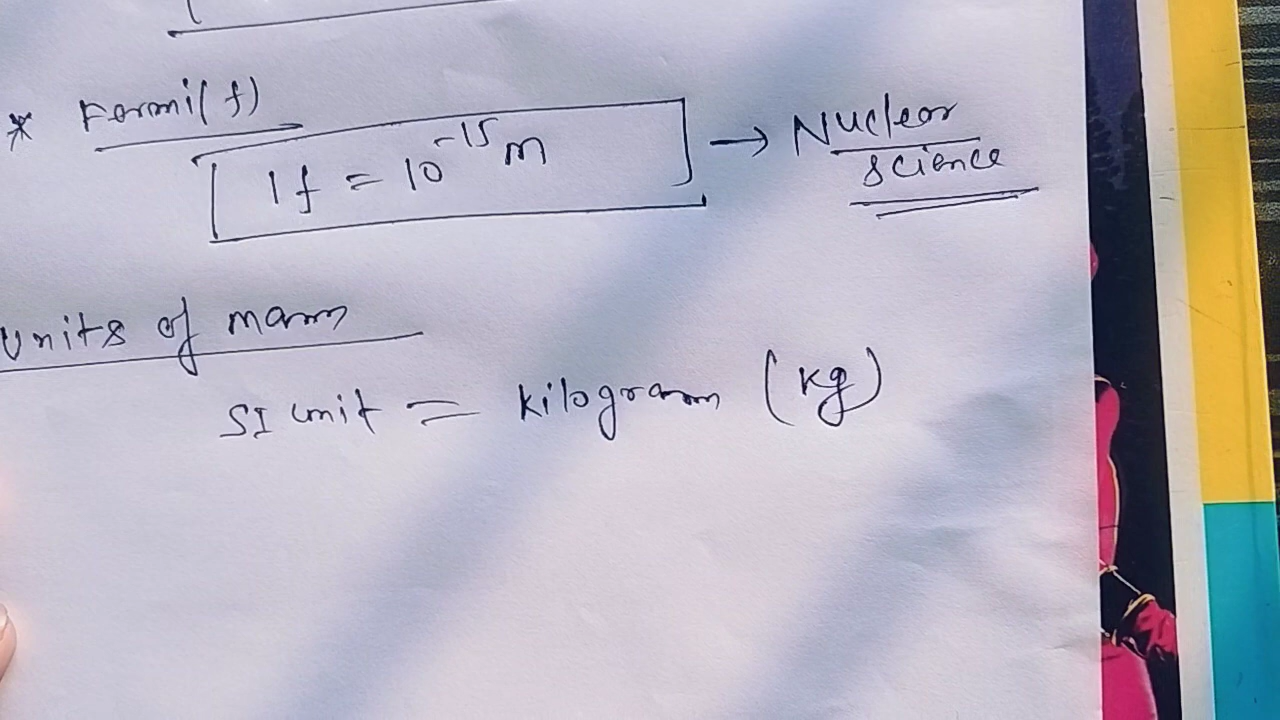 * Fermi(f)
1f = 10⁻¹⁵ m → Nuclear science
Units of mass
SI unit = kilogram (kg)